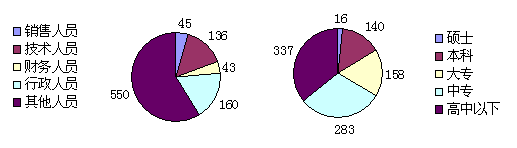 销售人员
技术人员
财务人员
行政人员
其他人员
45
136
43
160
550
16
140
158
283
337
硕士
本科
大专
中专
高中以下